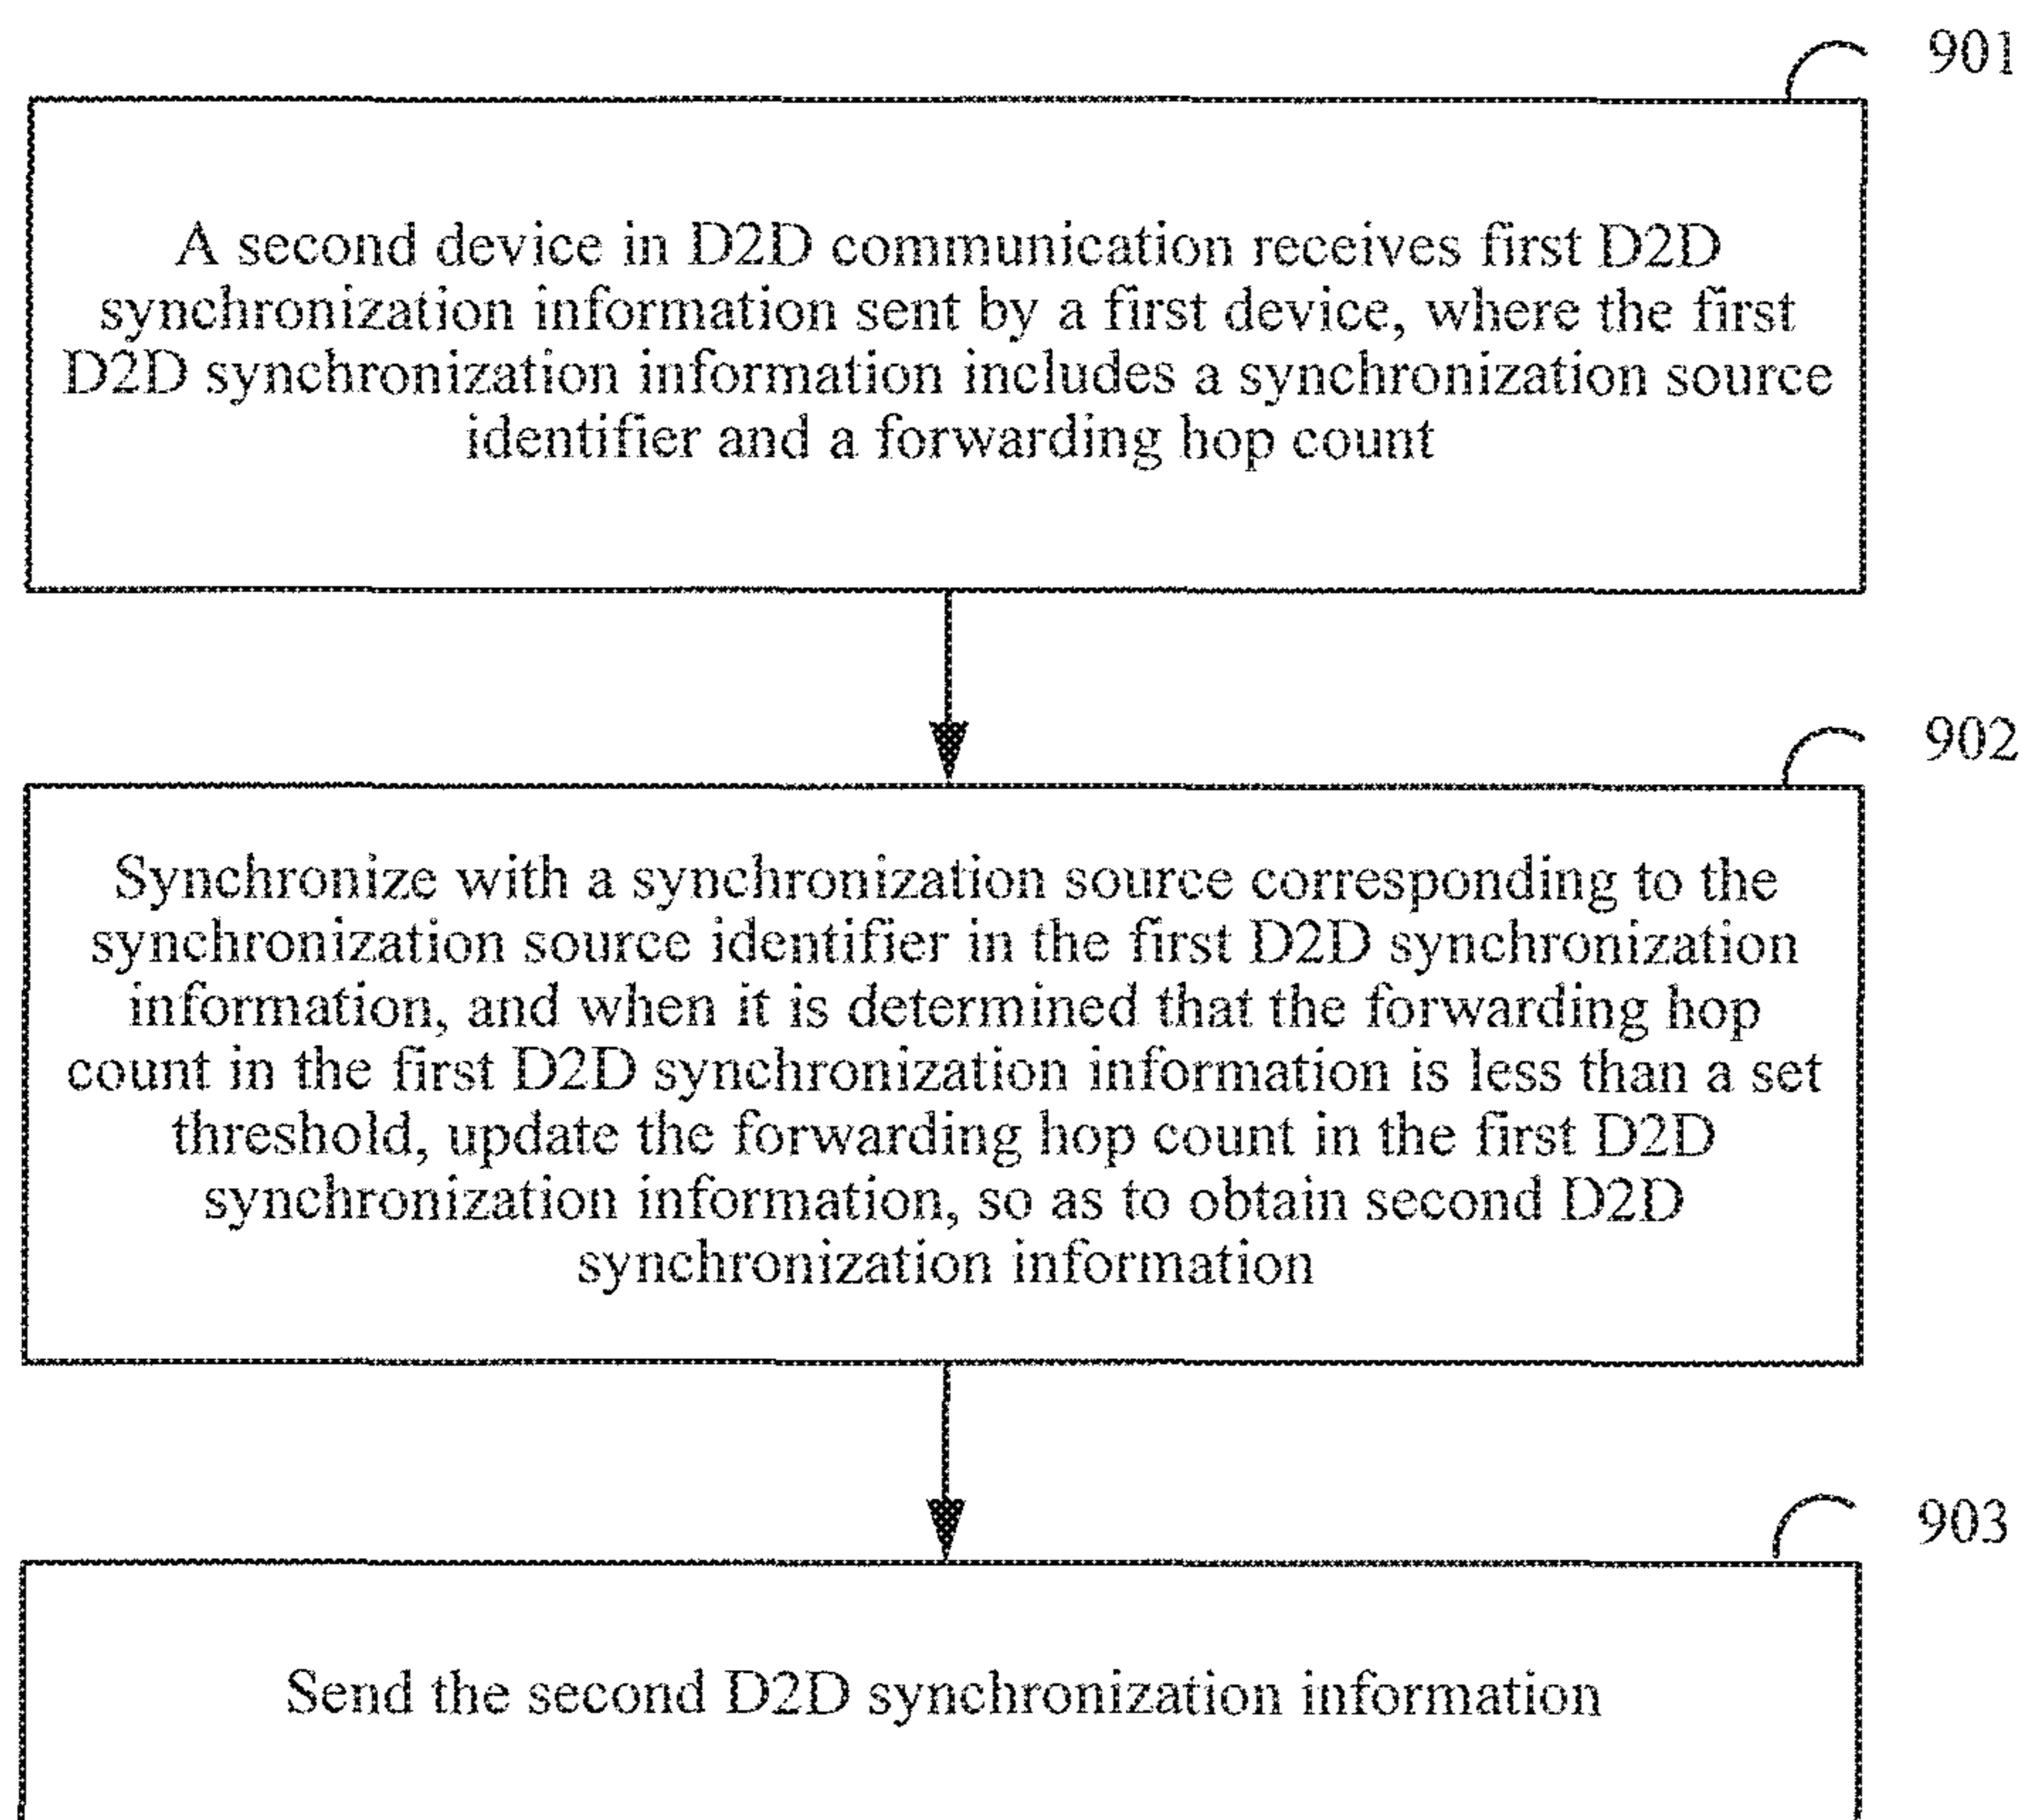 901
A second device in D2D communication receives first D2D
synchronization information sent by a first device, where the first
D2D synchronization information includes a synchronization source
identifier and a forwarding hop count
902
Synchronize with a synchronization source corresponding to the
synchronization source identifier in the first D2D synchronization
information, and when it is determined that the forwarding hop
count in the first D2D synchronization information is less than a set
threshold, update the forwarding hop count in the first D2D
synchronization information, so as to obtain second D2D
synchronization information
903
Send the second D2D synchronization information